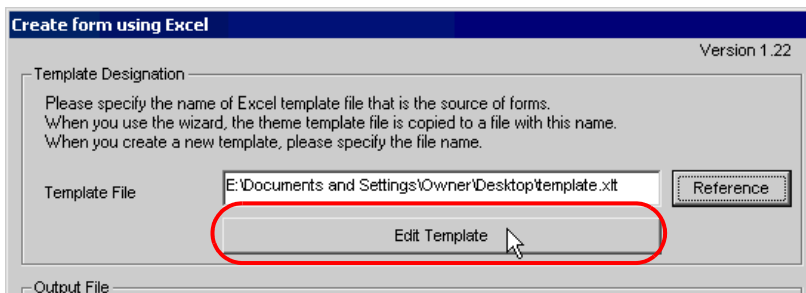 Create form using Excel
Version 1.22
Template Designation
Please specify the name of Excel template file that is the source of forms.
When you use the wizard, the theme template file is copied to a file with this name.
When you create a new template, please specify the file name.
Template File
E:\Documents and Settings\Owner\Desktop\template.xlt
Reference
Edit Template
Output File